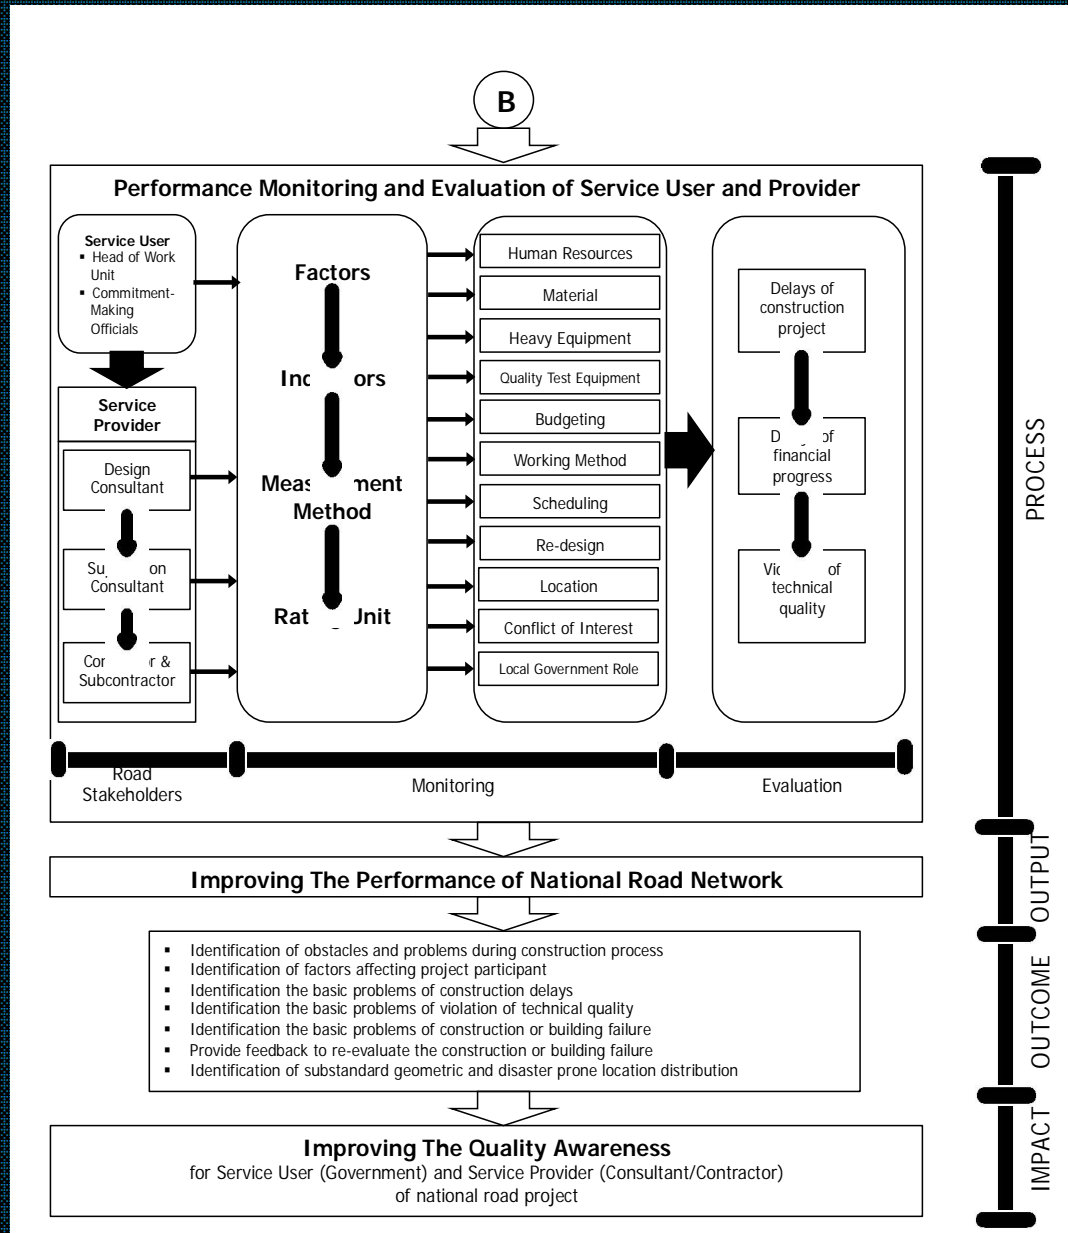 B
Performance Monitoring and Evaluation of Service User and Provider
Service User
▪ Head of Work
Unit
▪ Commitment-
Making
Officials
Service
Provider
Design
Consultant
Consultant
&
Subcontractor
Factors
Method
Human Resources
Material
Heavy Equipment
Quality Test Equipment
Budgeting
Working Method
Scheduling
Re-design
Location
Conflict of Interest
Local Government Role
Delays of
construction
project
of
financial
progress
of
technical
quality
Road
Stakeholders
Monitoring
Evaluation
Improving The Performance of National Road Network
▪ Identification of obstacles and problems during construction process
▪ Identification of factors affecting project participant
▪ Identification the basic problems of construction delays
▪ Identification the basic problems of violation of technical quality
▪ Identification the basic problems of construction or building failure
▪ Provide feedback to re-evaluate the construction or building failure
▪ Identification of substandard geometric and disaster prone location distribution
Improving The Quality Awareness
for Service User (Government) and Service Provider (Consultant/Contractor)
of national road project
PROCESS
OUTPUT
OUTCOME
IMPACT